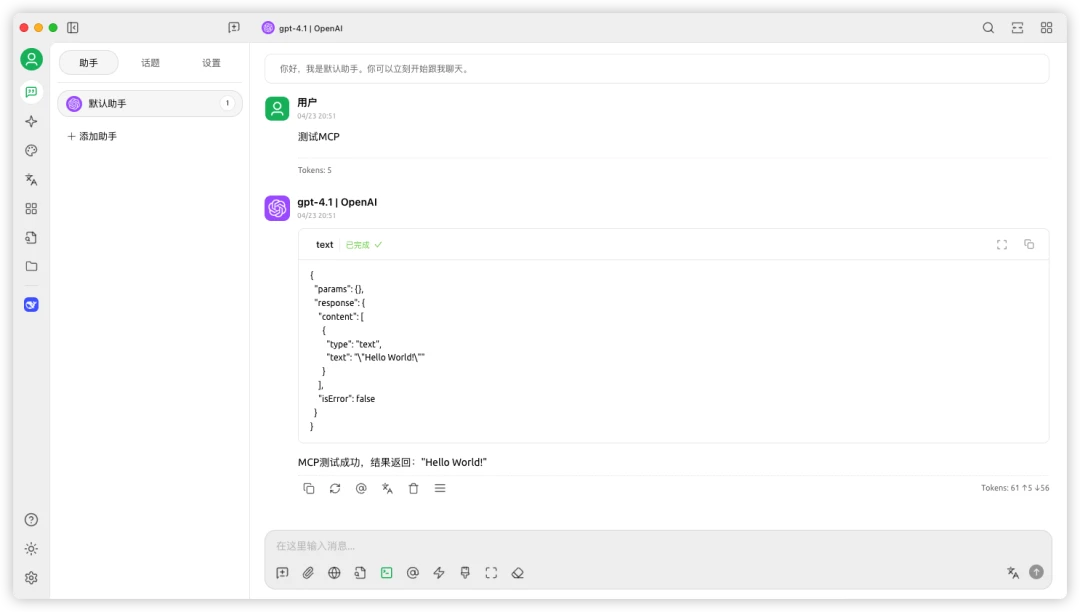 gpt-4.1 | OpenAI
助手
话题
设置
默认助手
1
添加助手
你好，我是默认助手。你可以立刻开始跟我聊天。
用户
04/23 20:51
测试MCP
Tokens: 5
gpt-4.1 | OpenAI
04/23 20:51
text
已完成
{
"params": {},
"response": {
"content": [
{
"type": "text",
"text": "\"Hello World!\""
}
],
"isError": false
}
}
MCP测试成功，结果返回："Hello World!"
Tokens: 61 ↑5 ↓56
在这里输入消息...